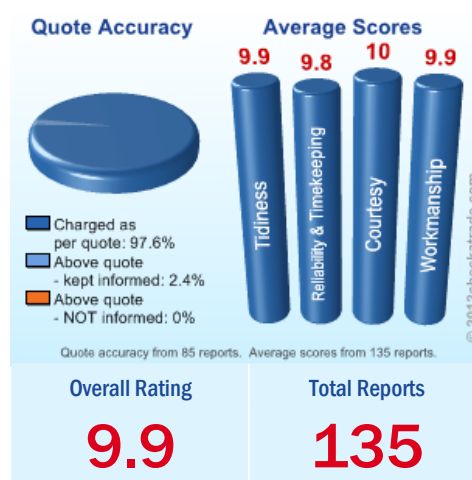 Quote Accuracy
Average Scores
9.9
9.8
10
9.9
Tidiness
Reliability & Timekeeping
Courtesy
Workmanship
Charged as
per quote: 97.6%
Above quote
- kept informed: 2.4%
Above quote
- NOT informed: 0%
© 2013checkatrade.com
Quote accuracy from 85 reports. Average scores from 135 reports.
Overall Rating
Total Reports
9.9
135